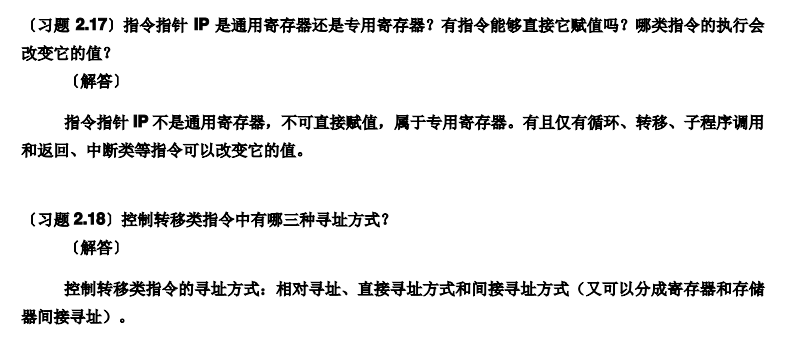 〔习题 2.17〕指令指针 IP 是通用寄存器还是专用寄存器？有指令能够直接它赋值吗？哪类指令的执行会
改变它的值？
〔解答〕
指令指针 IP 不是通用寄存器，不可直接赋值，属于专用寄存器。有且仅有循环、转移、子程序调用
和返回、中断类等指令可以改变它的值。
〔习题 2.18〕控制转移类指令中有哪三种寻址方式？
〔解答〕
控制转移类指令的寻址方式：相对寻址、直接寻址方式和间接寻址方式（又可以分成寄存器和存储
器间接寻址）。